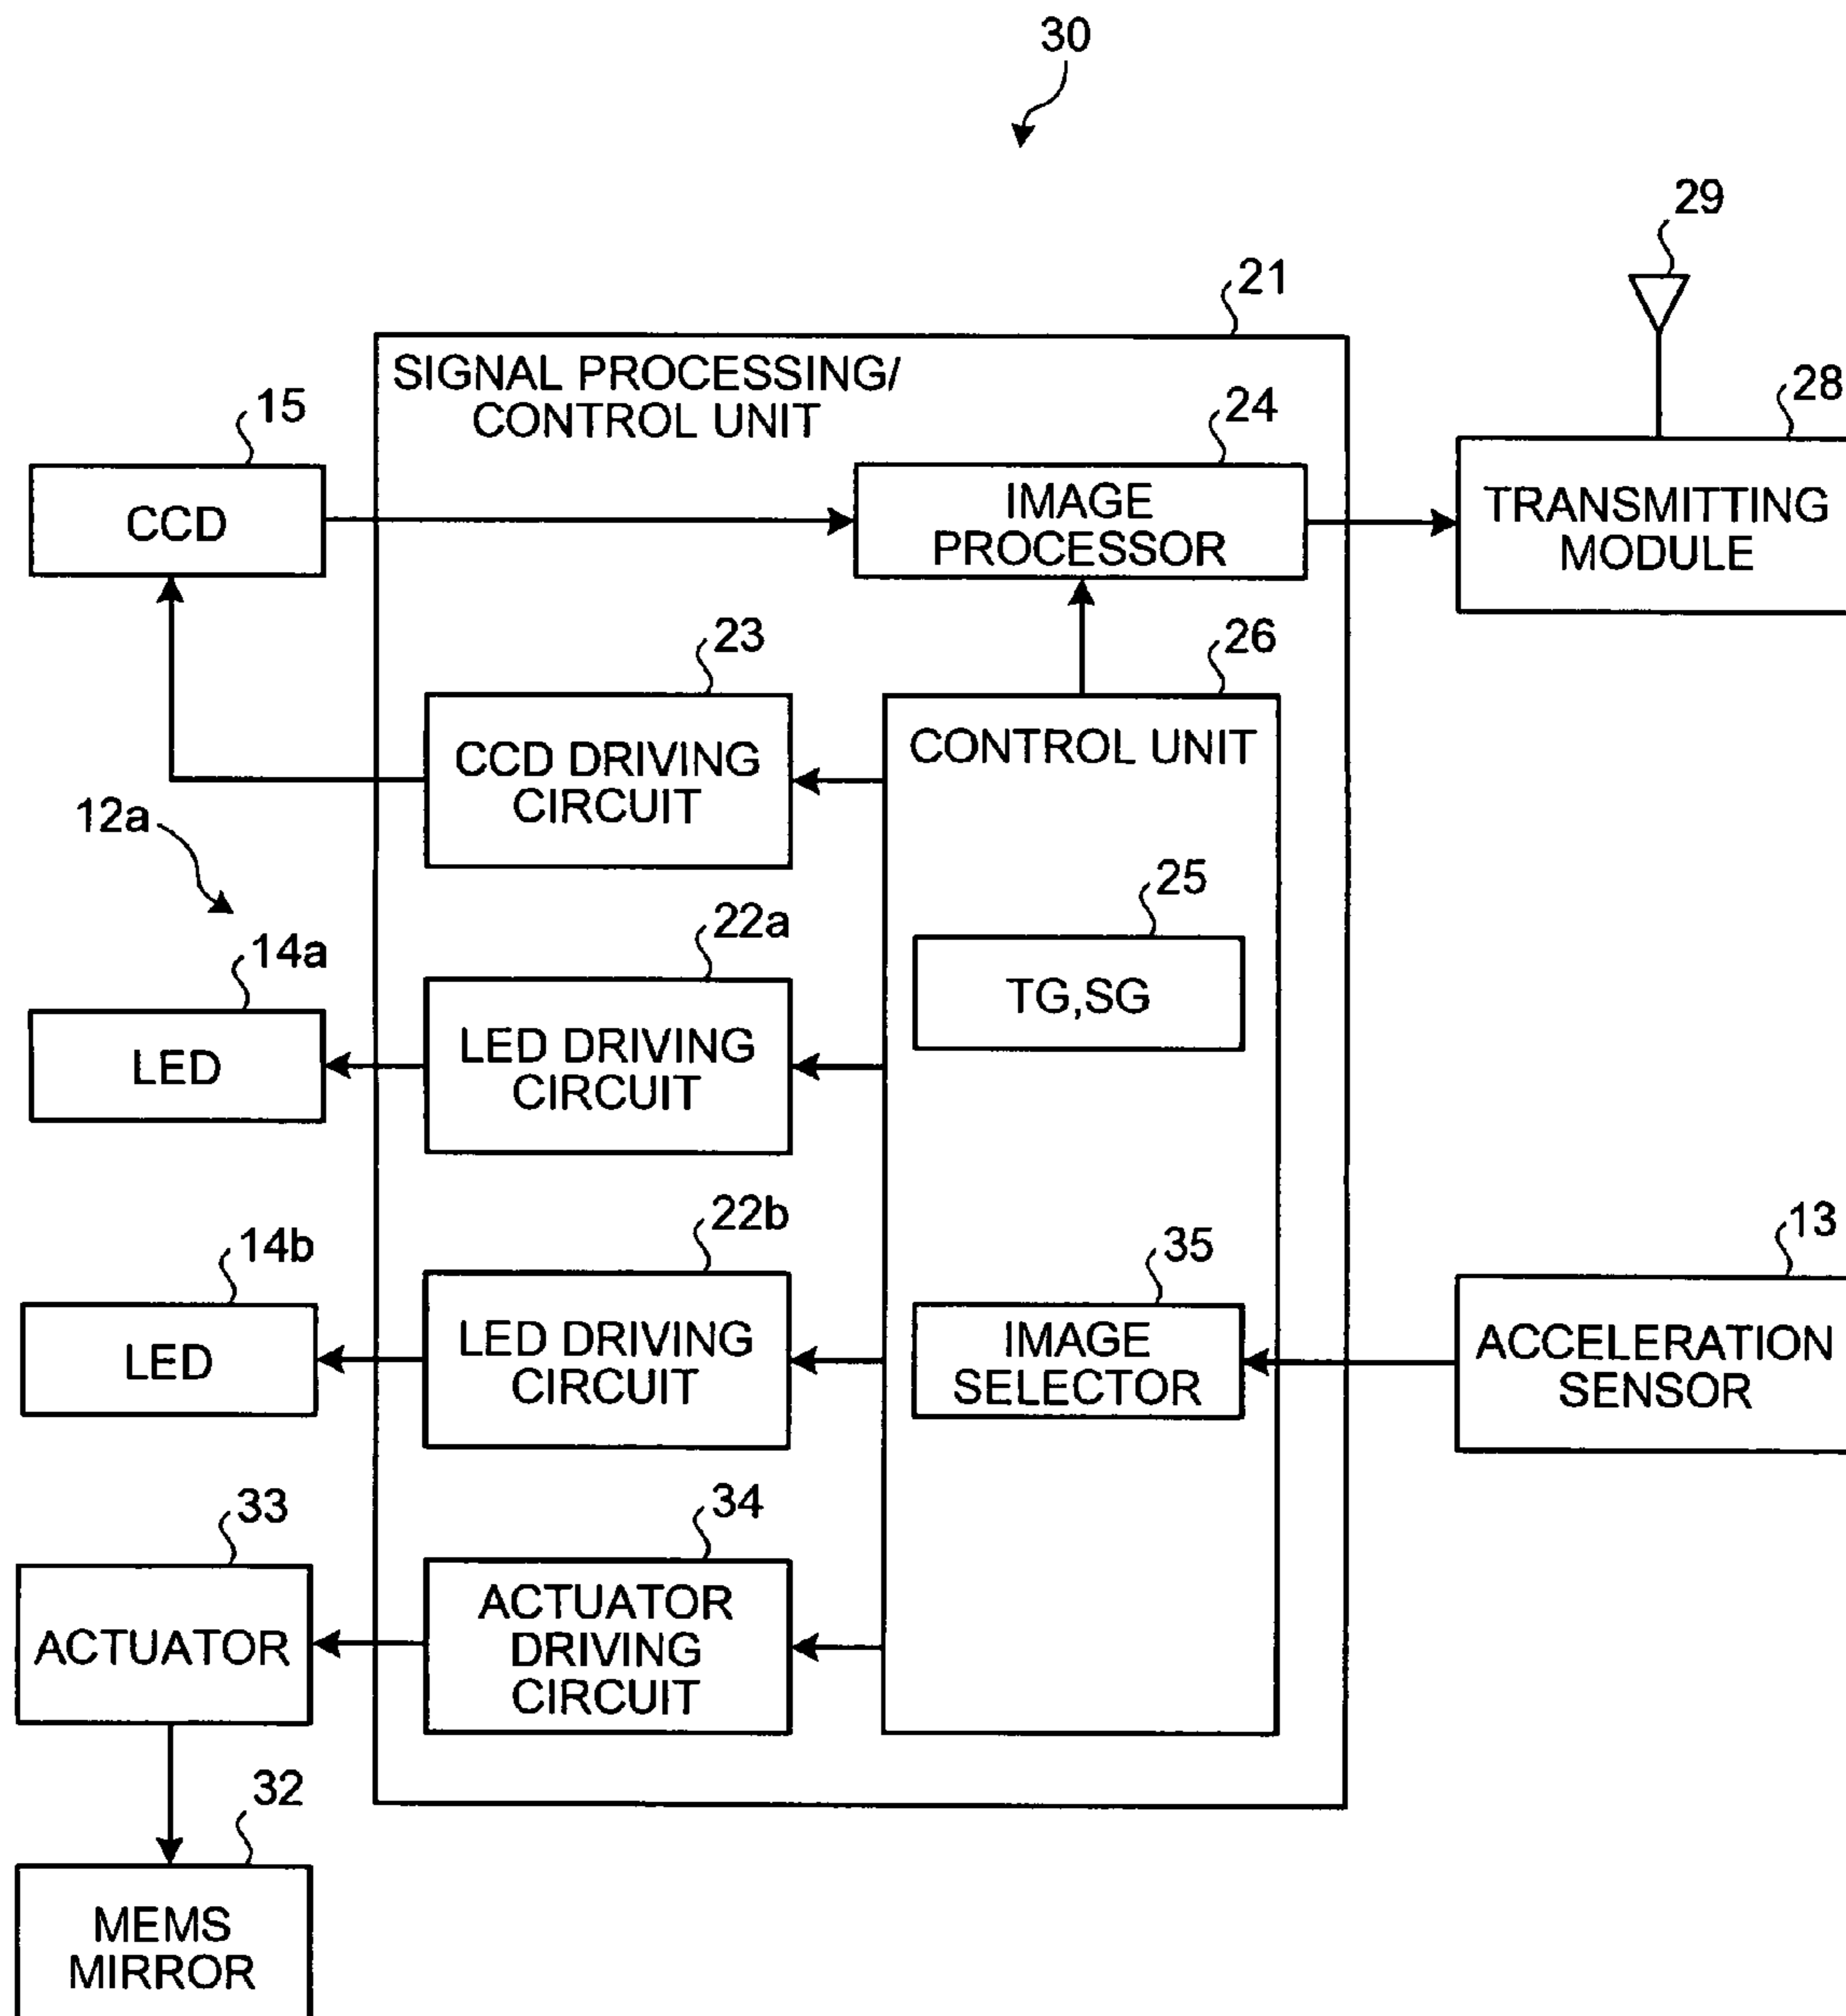 30
29
21
SIGNAL PROCESSING/
CONTROL UNIT
15
CCD
24
IMAGE
PROCESSOR
28
TRANSMITTING
MODULE
23
CCD DRIVING
CIRCUIT
26
CONTROL UNIT
12a
25
TG,SG
14a
LED
22a
LED DRIVING
CIRCUIT
14b
LED
22b
LED DRIVING
CIRCUIT
35
IMAGE
SELECTOR
13
ACCELERATION
SENSOR
33
ACTUATOR
34
ACTUATOR
DRIVING
CIRCUIT
32
MEMS
MIRROR